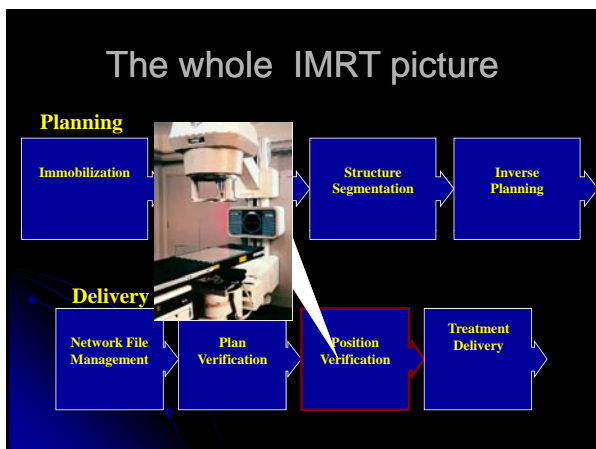 The whole IMRT picture
Planning
Immobilization
Structure
Segmentation
Inverse
Planning
Delivery
Network File
Management
Plan
Verification
Position
Verification
Treatment
Delivery